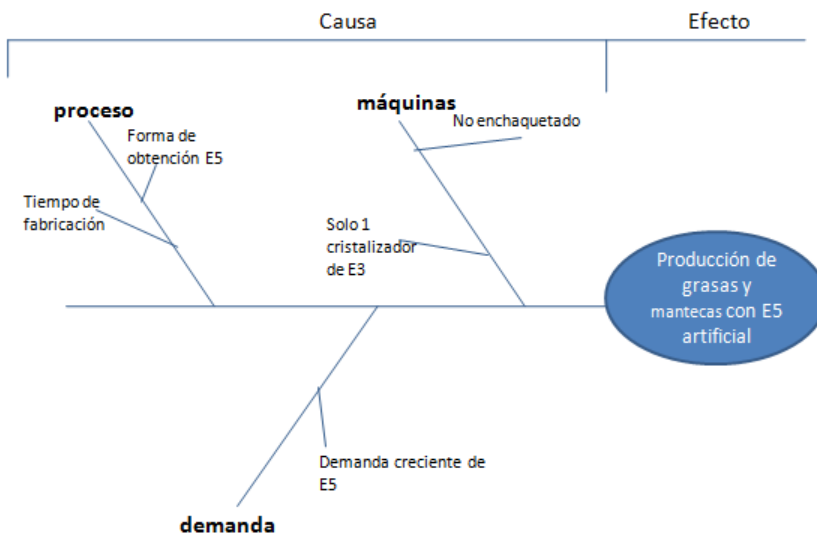 Causa
Efecto
proceso
máquinas
Forma de
obtención E5
No enchaquetado
Tiempo de
fabricación
Solo 1
cristalizador
de E3
Producción de
grasas y
mantecas con E5
artificial
Demanda creciente de
E5
demanda